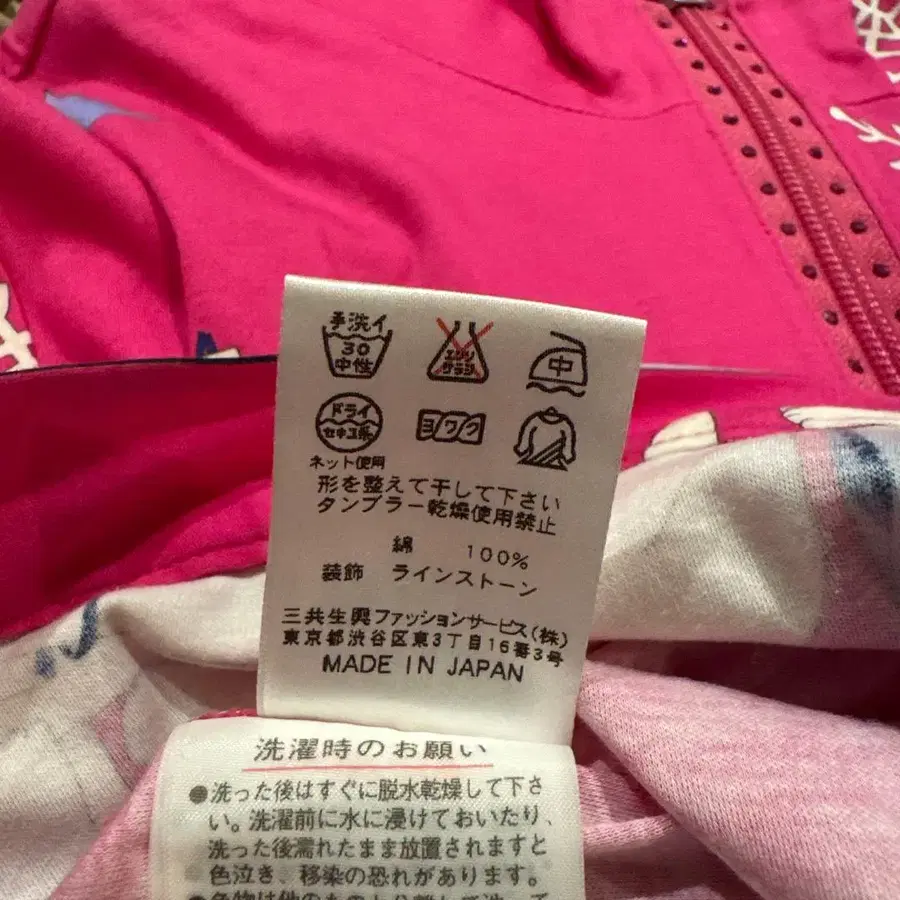 手洗イ
30
中性
エンソ
サラシ
中
ドライ
セキユ系
ヨワク
ネット使用
形を整えて干して下さい
タンブラー乾燥使用禁止
綿 100%
装飾 ラインストーン
三共生興ファッションサービス(株)
東京都渋谷区東3丁目16番3号
MADE IN JAPAN
洗濯時のお願い
●洗った後はすぐに脱水乾燥して下さ
い。洗濯前に水に浸けておいたり、
洗った後濡れたまま放置されますと
色泣き、移染の恐れがあります。